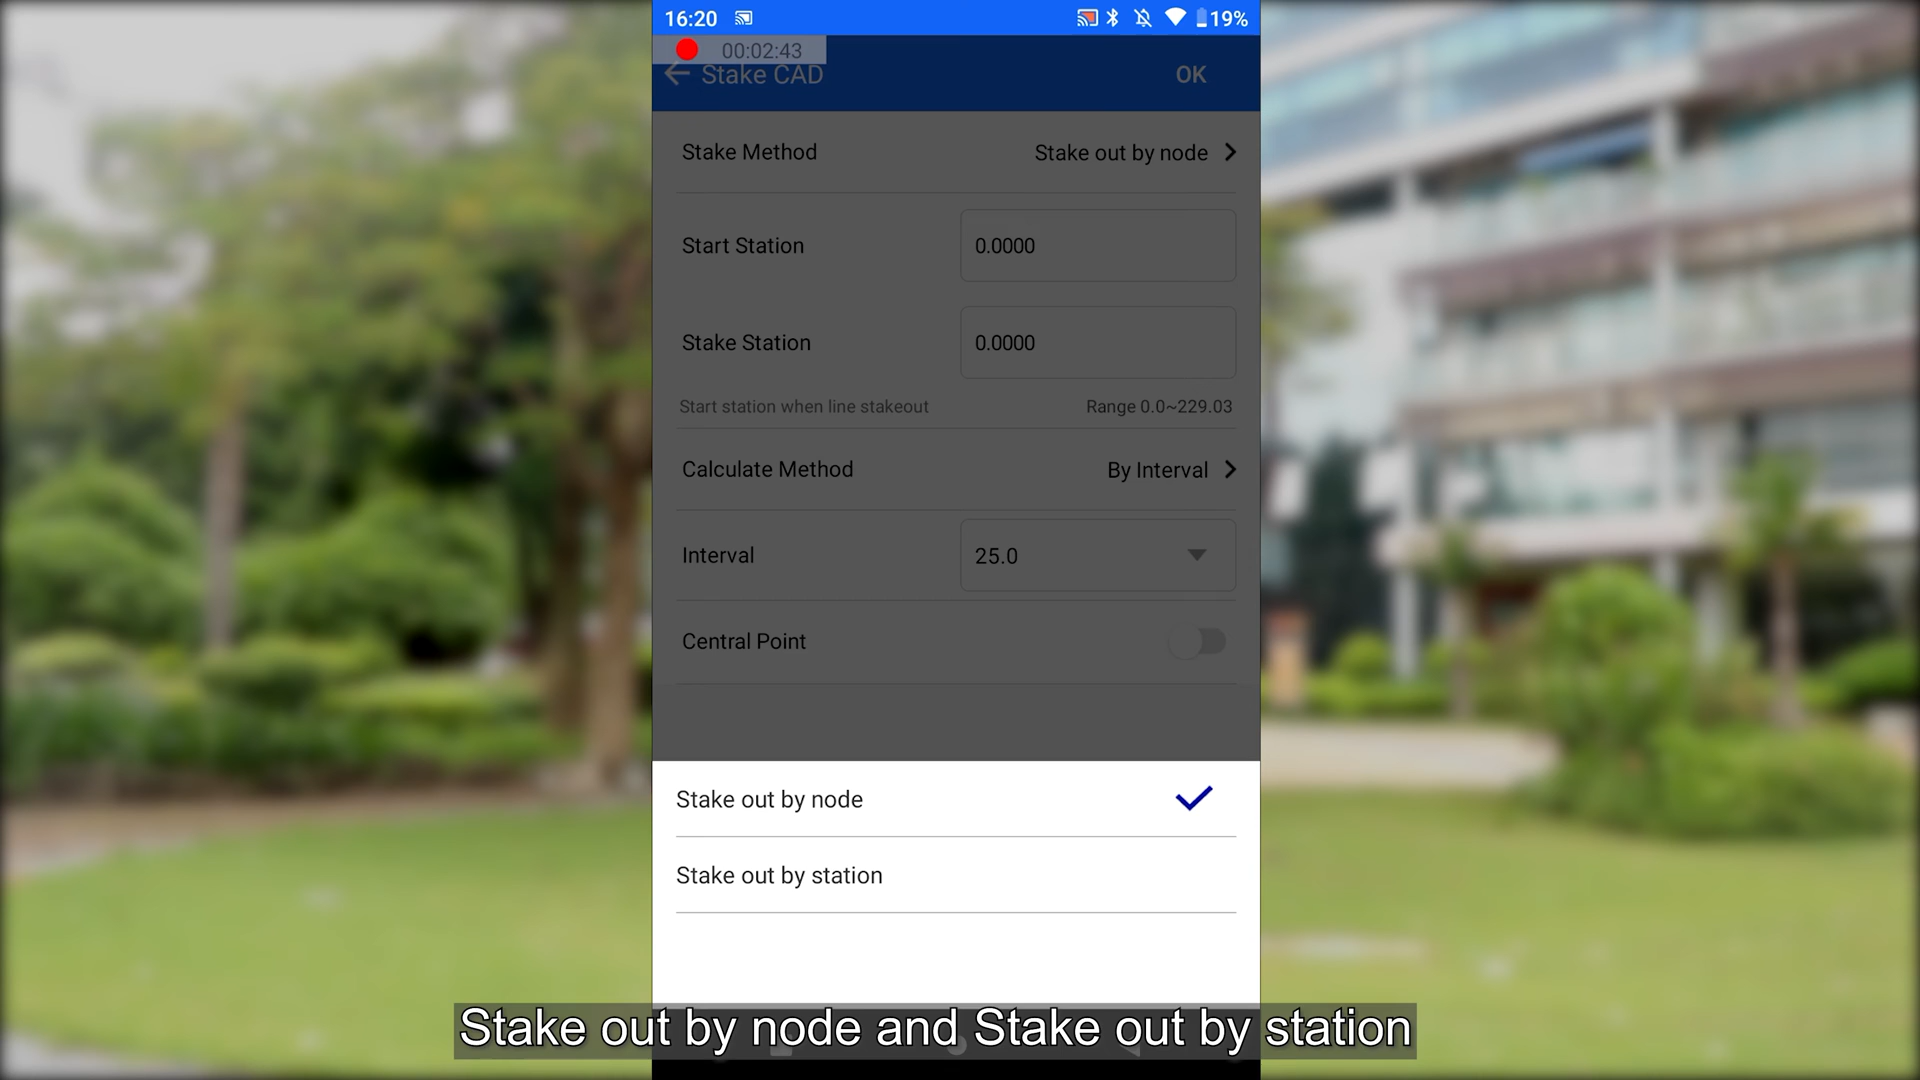 16:20 19%
00:02:43
Stake CAD OK
Stake Method Stake out by node
Start Station 0.0000
Stake Station 0.0000
Start station when line stakeout Range 0.0~229.03
Calculate Method By Interval
Interval 25.0
Central Point
Stake out by node
Stake out by station
Stake out by node and Stake out by station